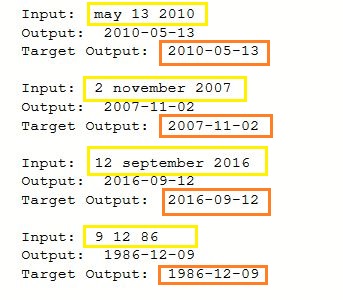 Input: may 13 2010
Output: 2010-05-13
Target Output: 2010-05-13
Input: 2 november 2007
Output: 2007-11-02
Target Output: 2007-11-02
Input: 12 september 2016
Output: 2016-09-12
Target Output: 2016-09-12
Input: 9 12 86
Output: 1986-12-09
Target Output: 1986-12-09